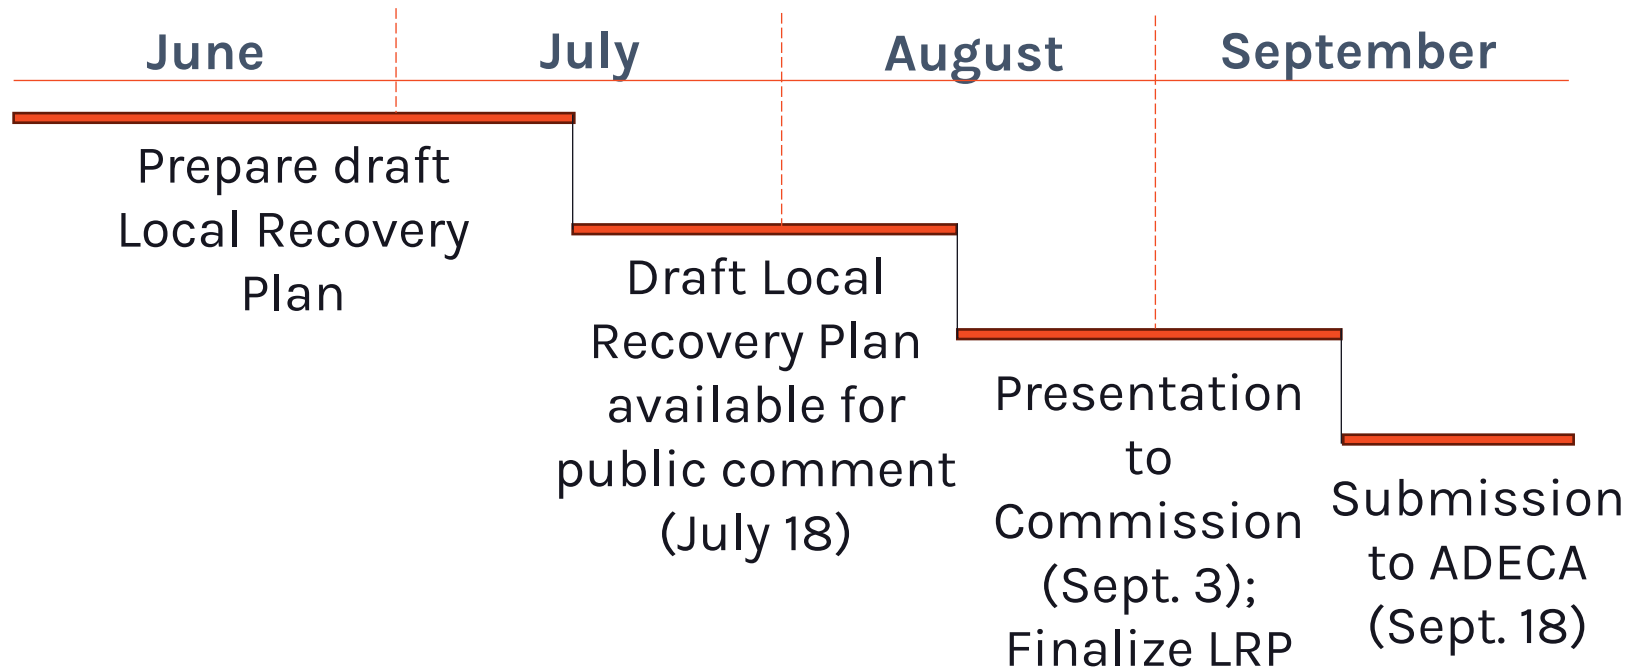 June July August September
Prepare draft
Local Recovery
Plan
Draft Local
Recovery Plan
available for
public comment
(July 18)
Presentation
to
Commission
(Sept. 3);
Finalize LRP
Submission
to ADECA
(Sept. 18)